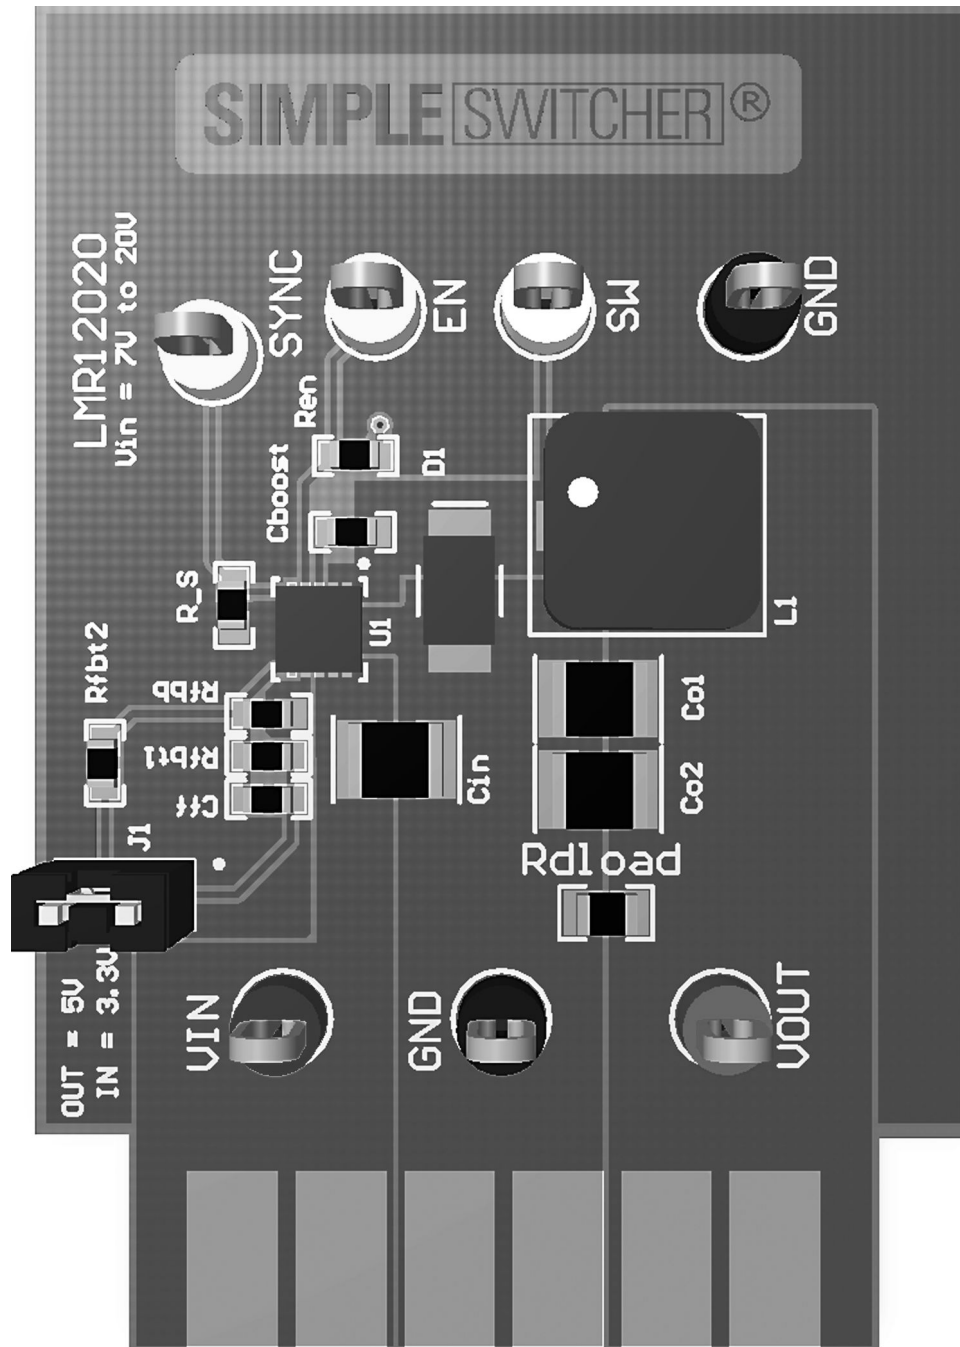 SIMPLE SWITCHER®
LMR12020
Vin = 7V to 20V
SYNC
EN
SW
GND
Ren
Cboost
D1
R_S
U1
L1
Rfbt2
Rfbb
Rfbt1
Cff
Cin
Co1
Co2
J1
Rdload
OUT = 5V
IN = 3.3V
VIN
GND
VOUT